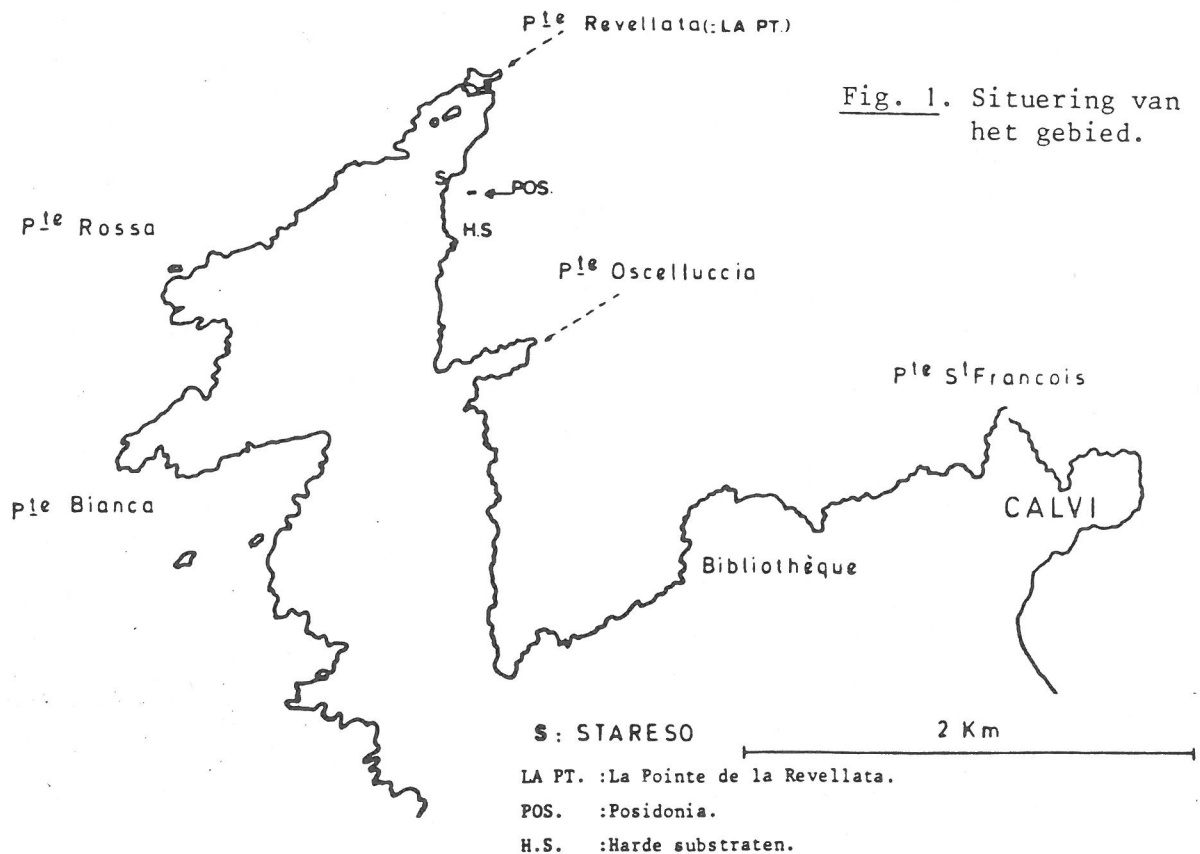 Pte Revellata(:LA PT.)
Fig. 1. Situering van
het gebied.
S
POS.
Pte Rossa
H.S
Pte Oscelluccia
Pte St Francois
Pte Bianca
CALVI
Bibliothèque
S: STARESO
2 Km
LA PT. :La Pointe de la Revellata.
POS. :Posidonia.
H.S. :Harde substraten.